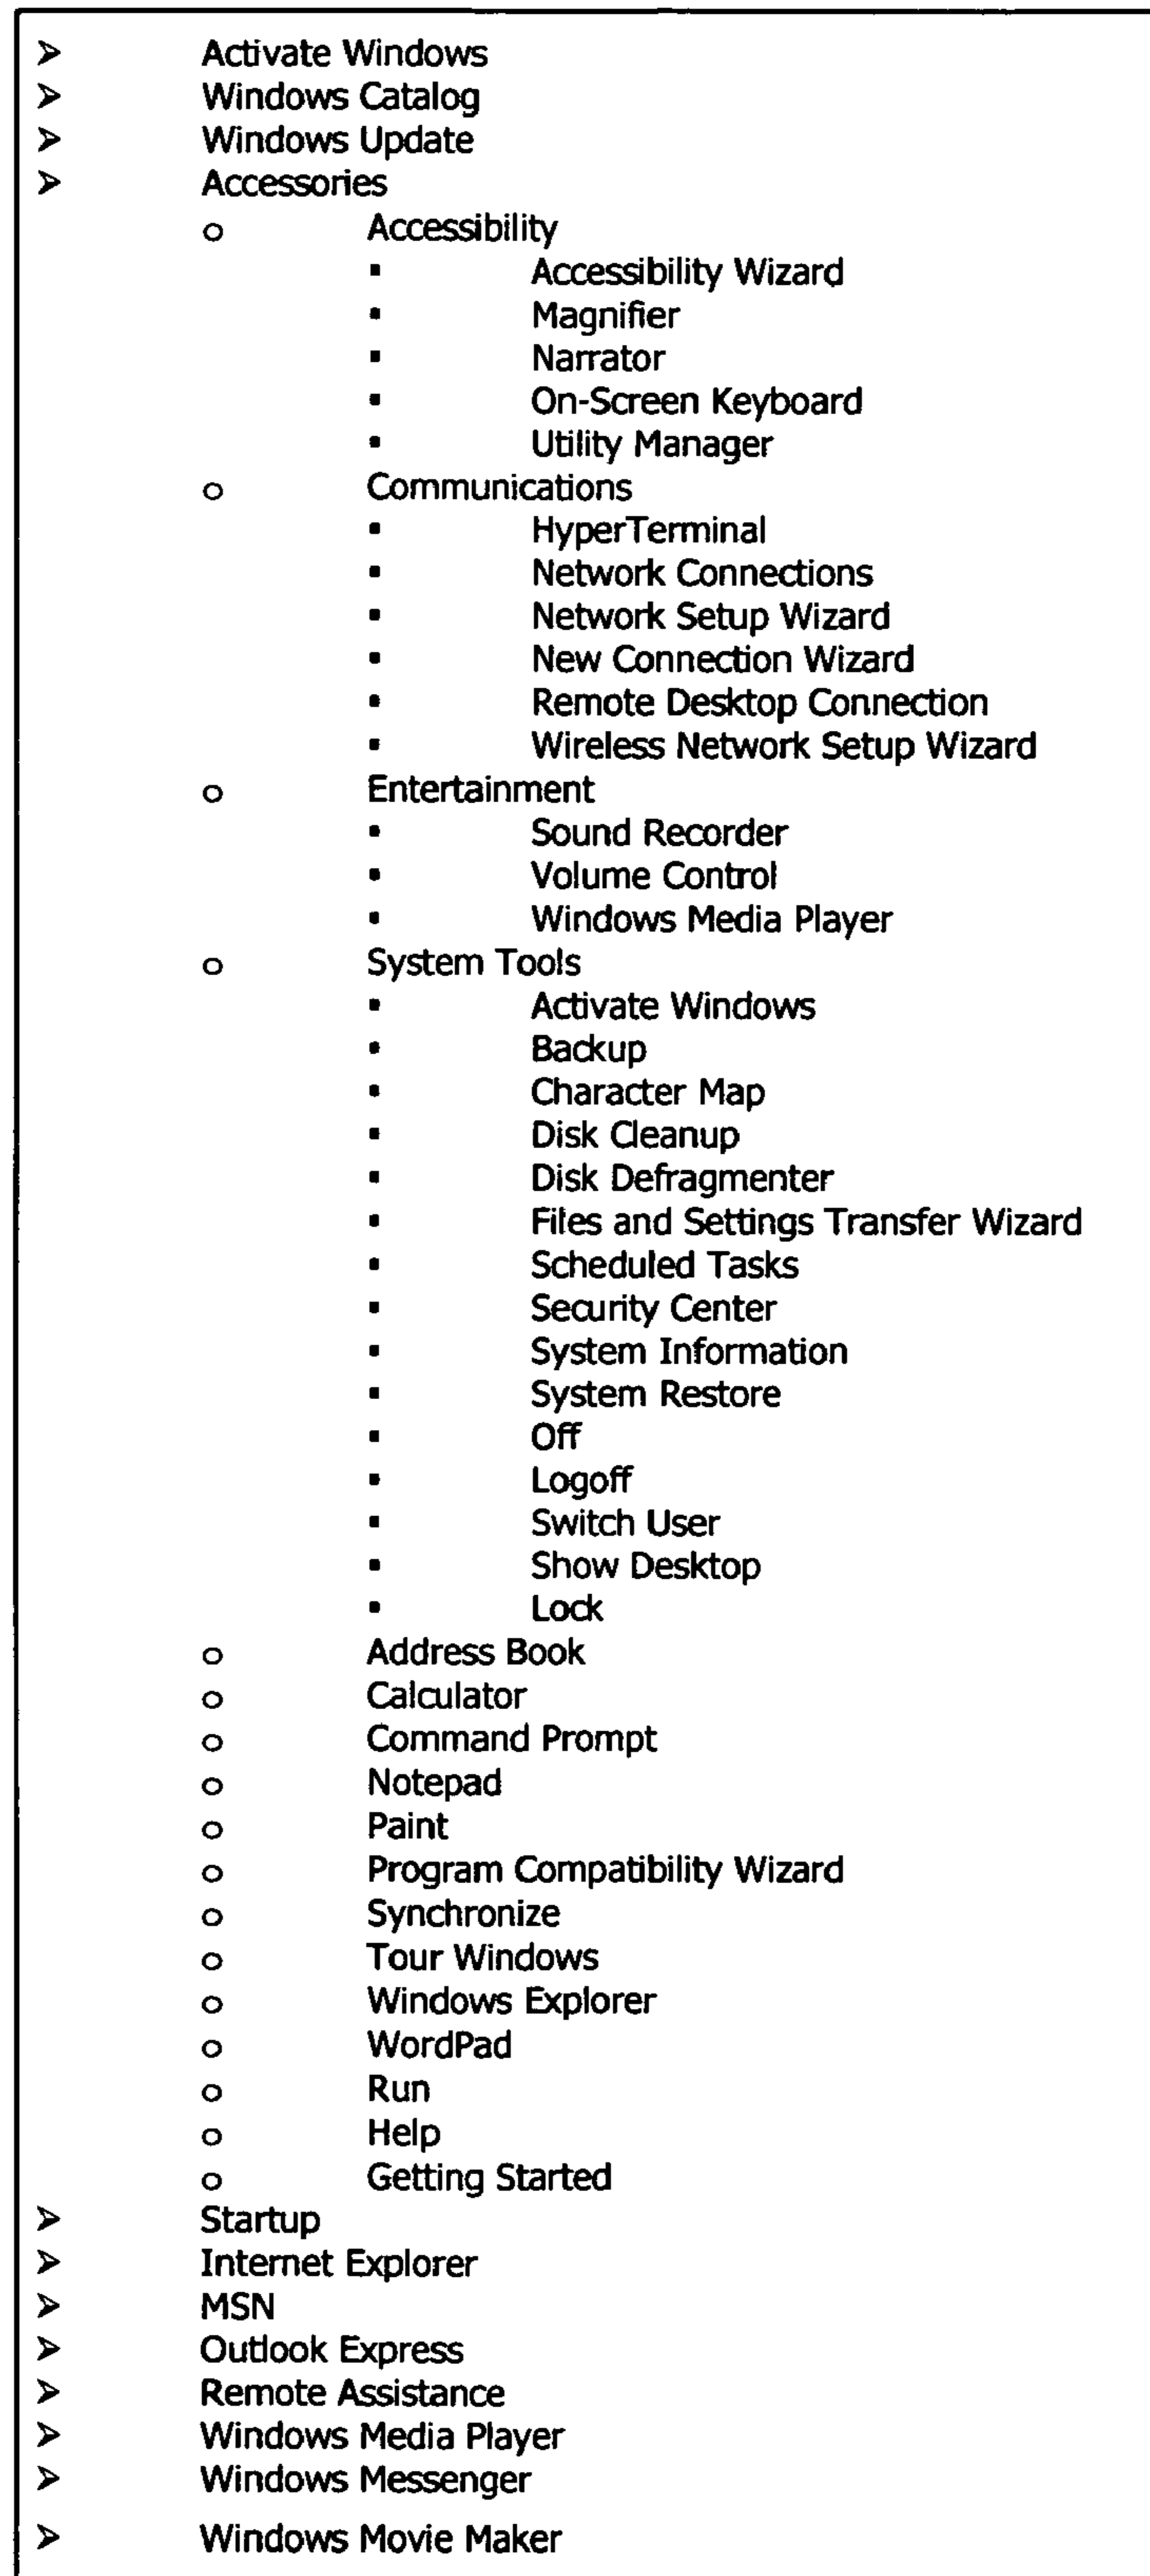 ➢ Activate Windows
➢ Windows Catalog
➢ Windows Update
➢ Accessories
o Accessibility
▪ Accessibility Wizard
▪ Magnifier
▪ Narrator
▪ On-Screen Keyboard
▪ Utility Manager
o Communications
▪ HyperTerminal
▪ Network Connections
▪ Network Setup Wizard
▪ New Connection Wizard
▪ Remote Desktop Connection
▪ Wireless Network Setup Wizard
o Entertainment
▪ Sound Recorder
▪ Volume Control
▪ Windows Media Player
o System Tools
▪ Activate Windows
▪ Backup
▪ Character Map
▪ Disk Cleanup
▪ Disk Defragmenter
▪ Files and Settings Transfer Wizard
▪ Scheduled Tasks
▪ Security Center
▪ System Information
▪ System Restore
▪ Off
▪ Logoff
▪ Switch User
▪ Show Desktop
▪ Lock
o Address Book
o Calculator
o Command Prompt
o Notepad
o Paint
o Program Compatibility Wizard
o Synchronize
o Tour Windows
o Windows Explorer
o WordPad
o Run
o Help
o Getting Started
➢ Startup
➢ Internet Explorer
➢ MSN
➢ Outlook Express
➢ Remote Assistance
➢ Windows Media Player
➢ Windows Messenger
➢ Windows Movie Maker